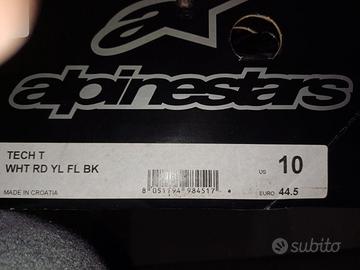 alpinestars
TECH T
WHT RD YL FL BK
US 10
MADE IN CROATIA
8 051194 984517
EURO 44.5
subito